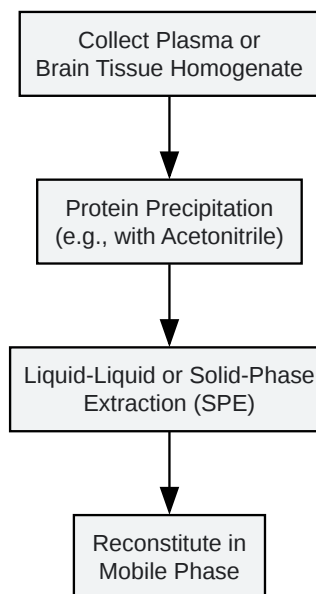 Collect Plasma or
Brain Tissue Homogenate
Protein Precipitation
(e.g., with Acetonitrile)
Liquid-Liquid or Solid-Phase
Extraction (SPE)
Reconstitute in
Mobile Phase